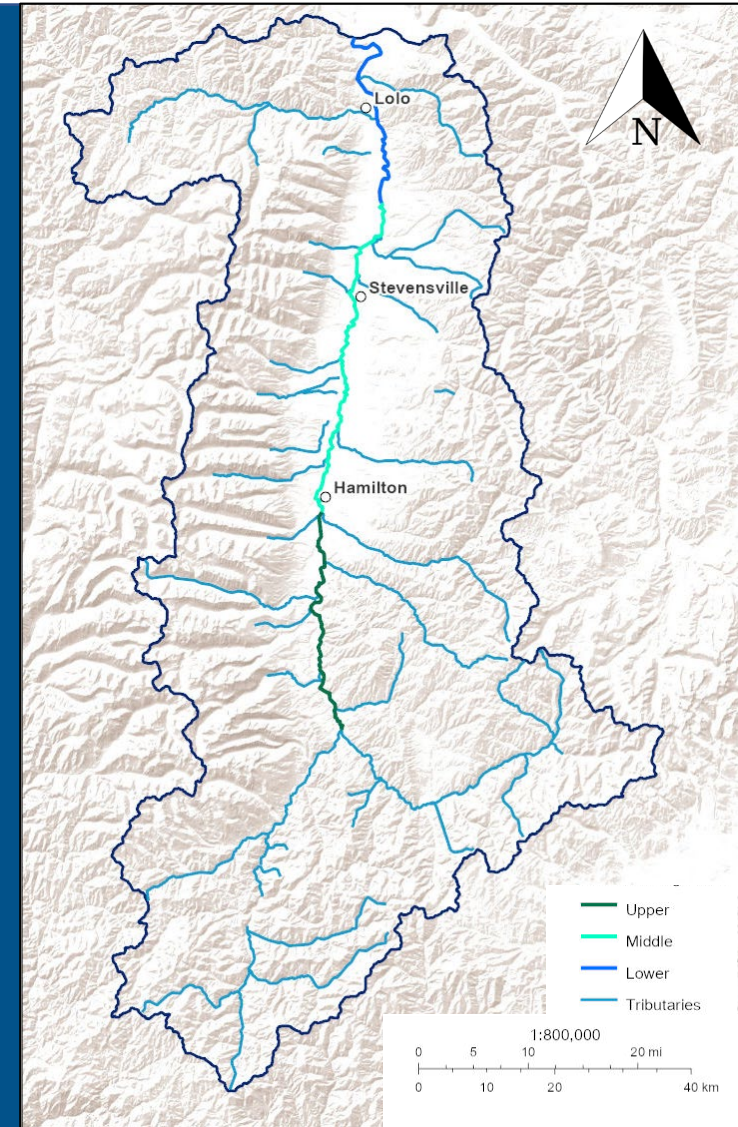 N
Lolo
Stevensville
Hamilton
Upper
Middle
Lower
Tributaries
1:800,000
0 5 10 20 mi
0 10 20 40 km